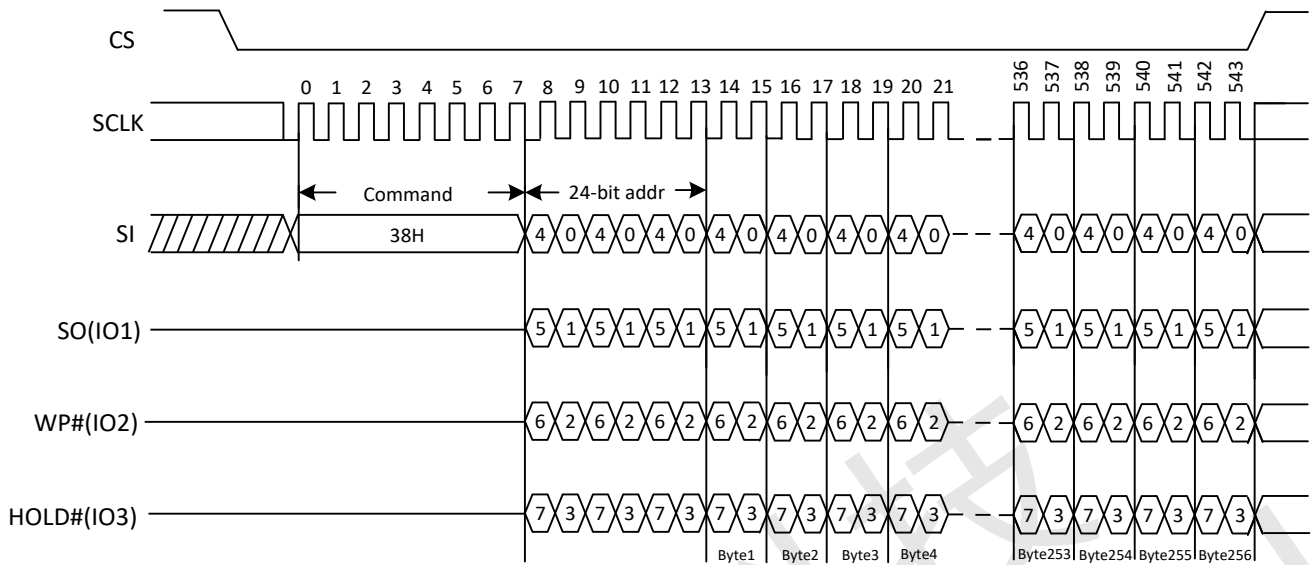 CS
0 1 2 3 4 5 6 7 8 9 10 11 12 13 14 15 16 17 18 19 20 21 536 537 538 539 540 541 542 543
SCLK
Command 24-bit addr
SI 38H 4 0 4 0 4 0 4 0 4 0 4 0 4 0 4 0 4 0 4 0 4 0
SO(IO1) 5 1 5 1 5 1 5 1 5 1 5 1 5 1 5 1 5 1 5 1 5 1
WP#(IO2) 6 2 6 2 6 2 6 2 6 2 6 2 6 2 6 2 6 2 6 2 6 2
HOLD#(IO3) 7 3 7 3 7 3 7 3 7 3 7 3 7 3 7 3 7 3 7 3 7 3
Byte1 Byte2 Byte3 Byte4 Byte253 Byte254 Byte255 Byte256
技